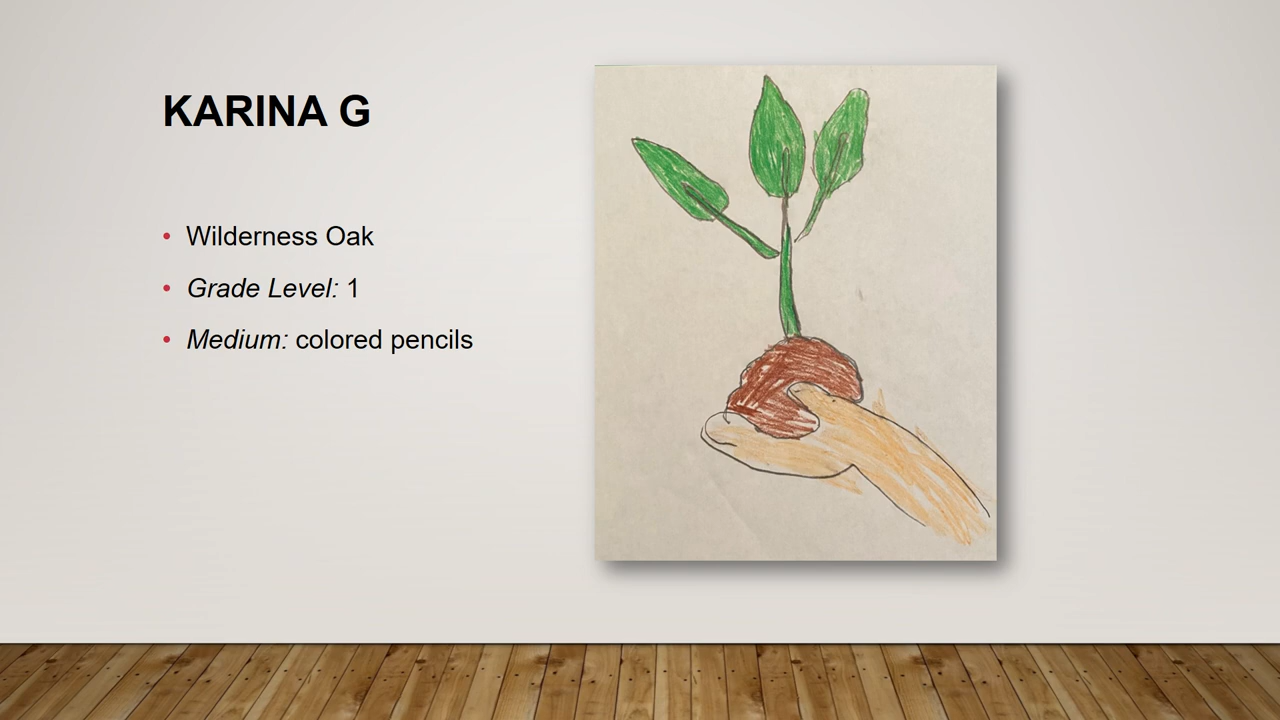 KARINA G
• Wilderness Oak
• Grade Level: 1
• Medium: colored pencils